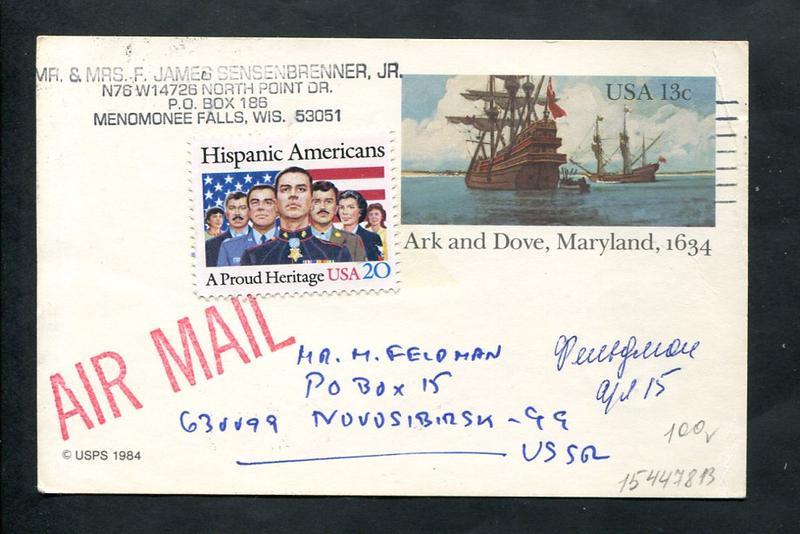 MR. & MRS. F. JAMES SENSENBRENNER, JR.
N76 W14726 NORTH POINT DR.
P.O. BOX 186
MENOMONEE FALLS, WIS. 53051
USA 13c
Ark and Dove, Maryland, 1634
Hispanic Americans
A Proud Heritage USA 20
AIR MAIL
MR. M. FELDMAN
PO BOX 15
630099 NOVOSIBIRSK-99
USSR
15
© USPS 1984
100
15447813